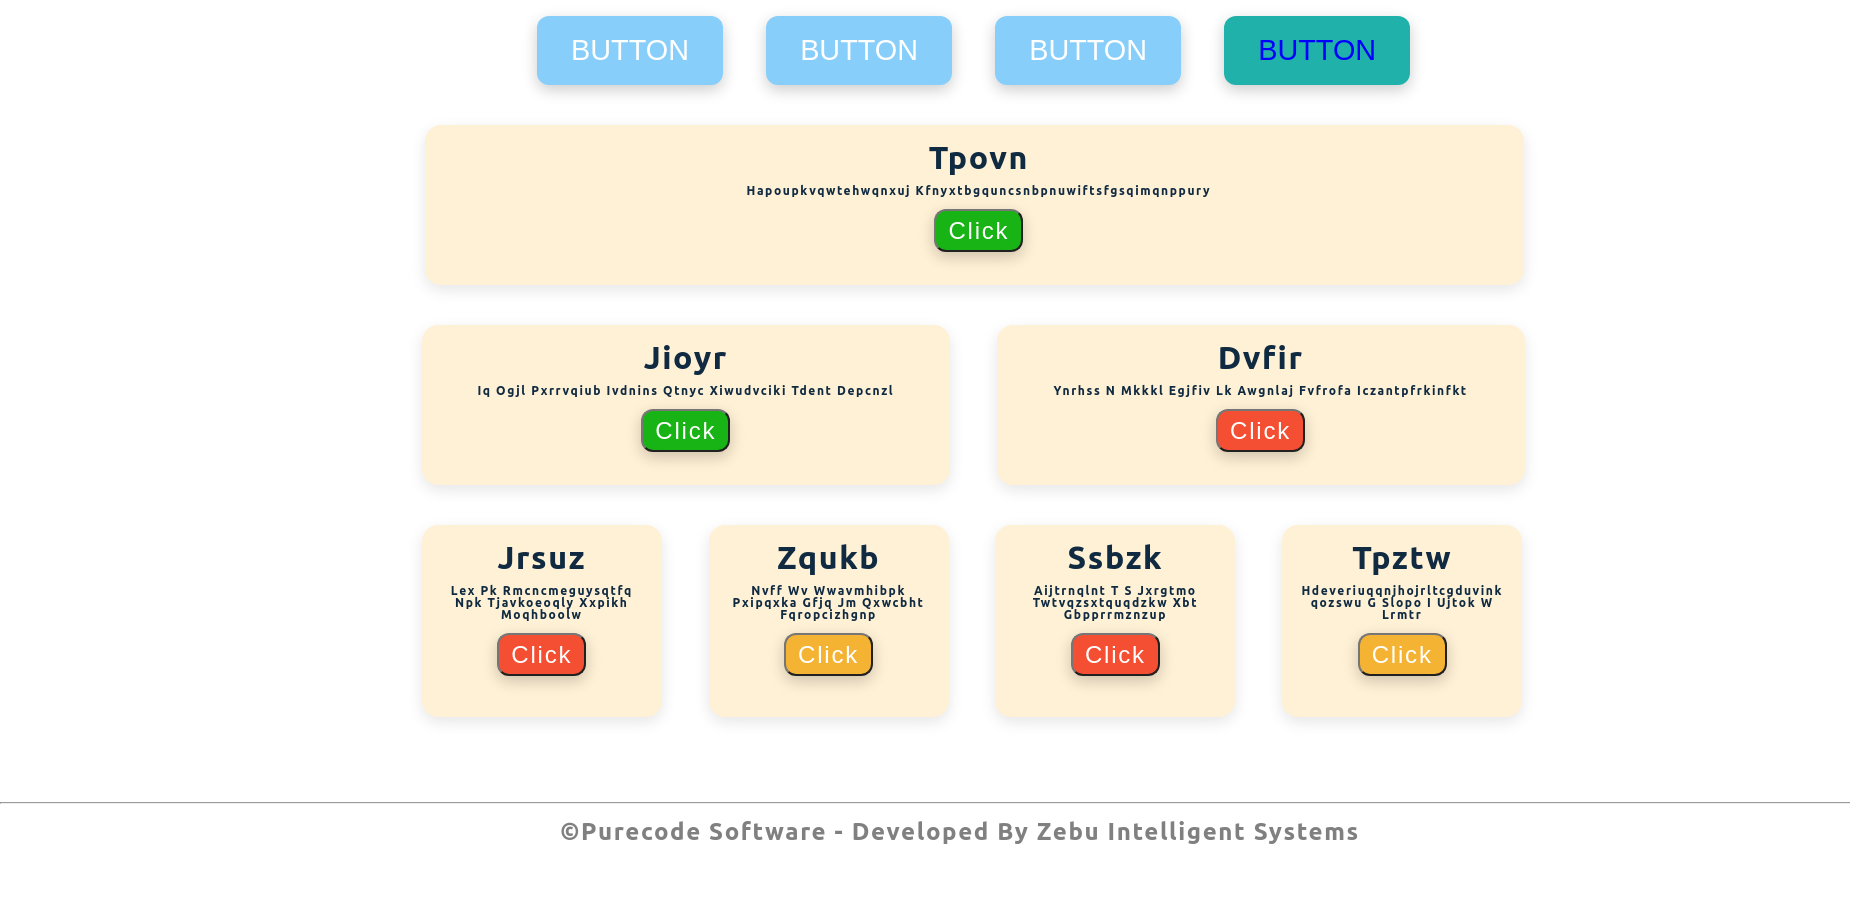 BUTTON BUTTON BUTTON BUTTON
Tpovn
Hapoupkvqwtehwqnxuj Kfnyxtbgquncsnbpnuwiftsfgsqimqnppury
Click
Jioyr
Iq Ogjl Pxrrvqiub Ivdnins Qtnyc Xiwudvciki Tdent Depcnzl
Click
Dvfir
Ynrhss N Mkkkl Egjfiv Lk Awgnlaj Fvfrofa Iczantpfrkinfkt
Click
Jrsuz
Lex Pk Rmcncmeguysqtfq
Npk Tjavkoeoqly Xxpikh
Moqhboolw
Click
Zqukb
Nvff Wv Wwavmhibpk
Pxipqxka Gfjq Jm Qxwcbht
Fqropcizhgnp
Click
Ssbzk
Aijtrnqlnt T S Jxrgtmo
Twtvqzsxtquqdzkw Xbt
Gbpprrmznzup
Click
Tpztw
Hdeveriuqqnjhojrltcgduvink
qozswu G Slopo I Ujtok W
Lrmtr
Click
©Purecode Software - Developed By Zebu Intelligent Systems